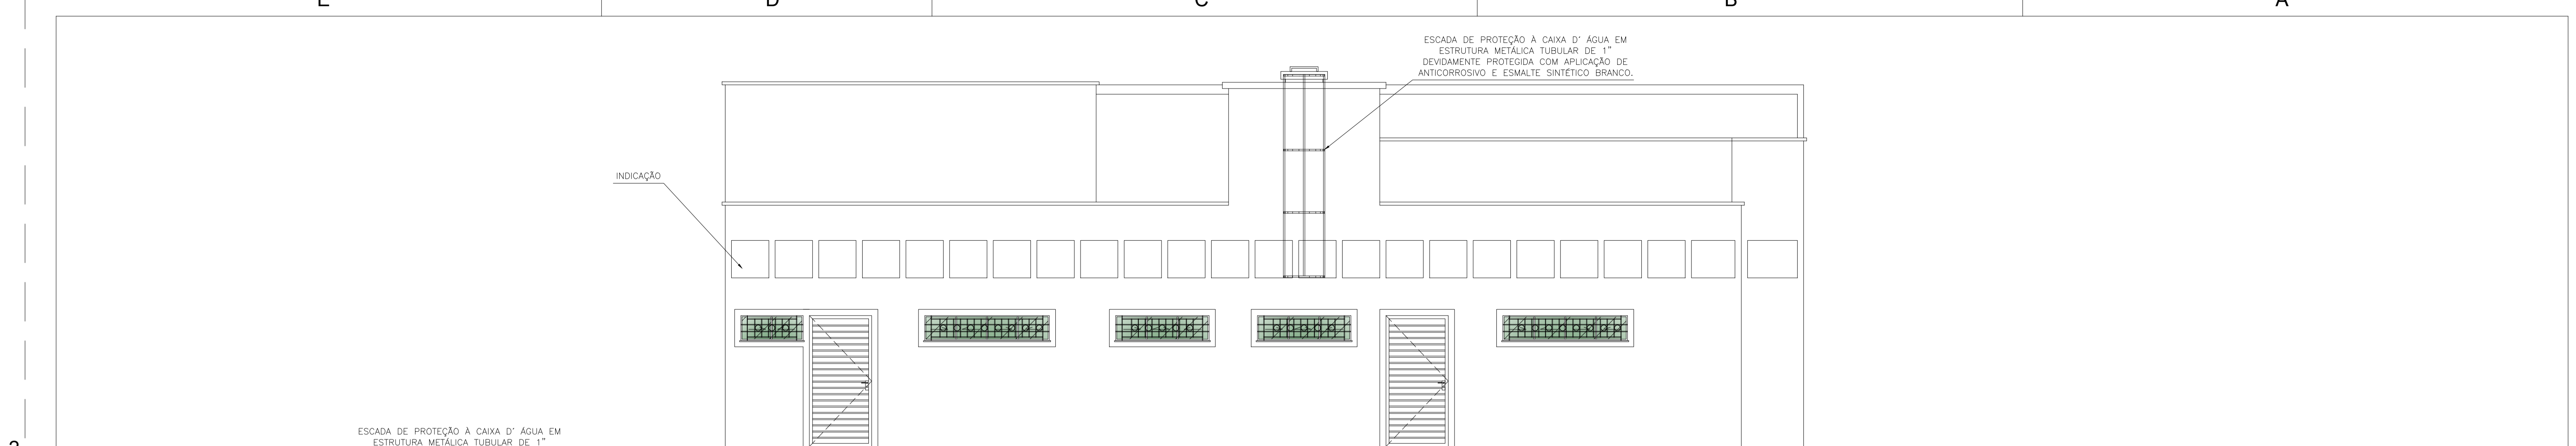 E D C B A
ESCADA DE PROTEÇÃO À CAIXA D' ÁGUA EM
ESTRUTURA METÁLICA TUBULAR DE 1"
DEVIDAMENTE PROTEGIDA COM APLICAÇÃO DE
ANTICORROSIVO E ESMALTE SINTÉTICO BRANCO.
INDICAÇÃO
ESCADA DE PROTEÇÃO À CAIXA D' ÁGUA EM
ESTRUTURA METÁLICA TUBULAR DE 1"